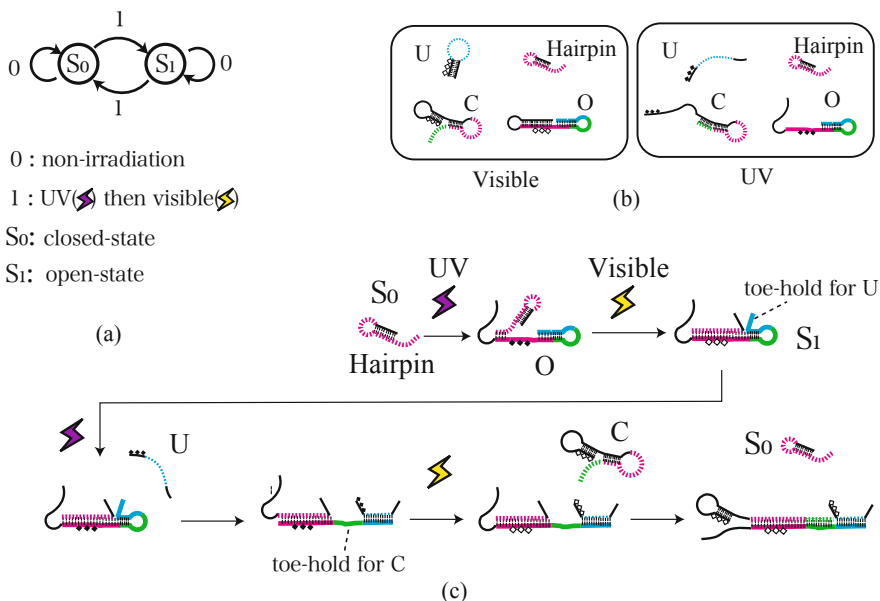 1
0 S0 S1 0
1
0 : non-irradiation
1 : UV( ) then visible( )
S0: closed-state
S1: open-state
(a)
U Hairpin
C O
Visible
U Hairpin
C O
UV
(b)
S0 UV Visible
toe-hold for U
Hairpin O S1
U C S0
toe-hold for C
(c)